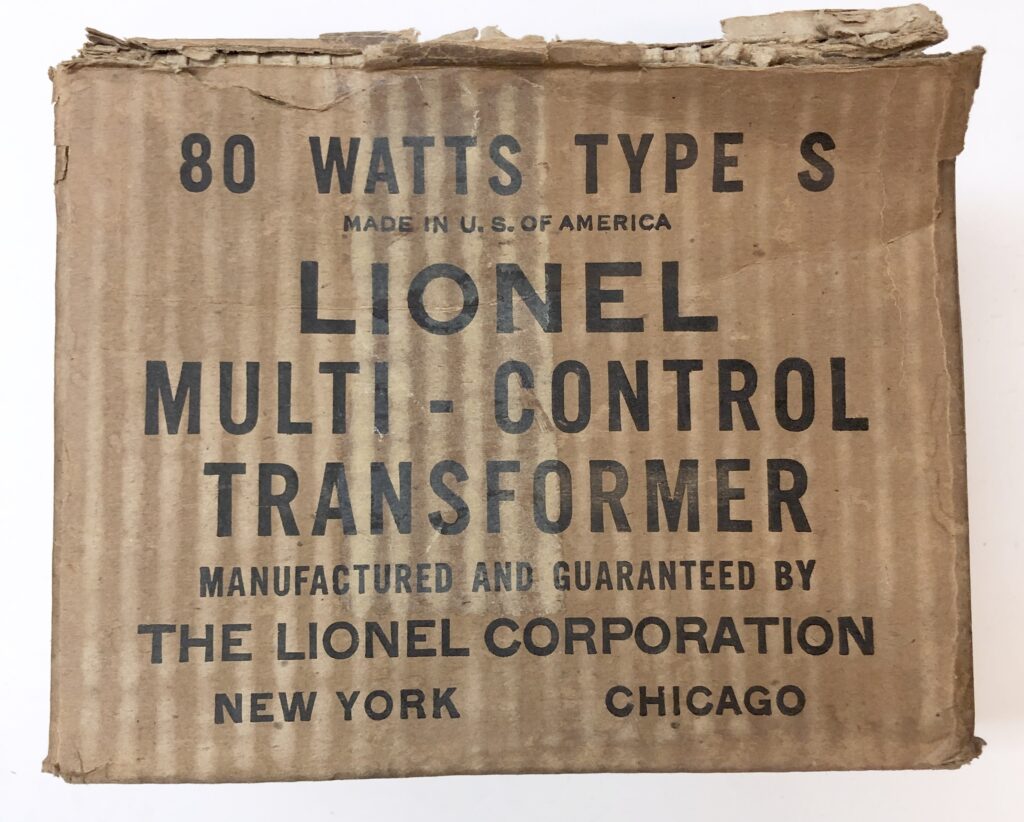 80 WATTS TYPE S
MADE IN U. S. OF AMERICA
LIONEL
MULTI - CONTROL
TRANSFORMER
MANUFACTURED AND GUARANTEED BY
THE LIONEL CORPORATION
NEW YORK CHICAGO